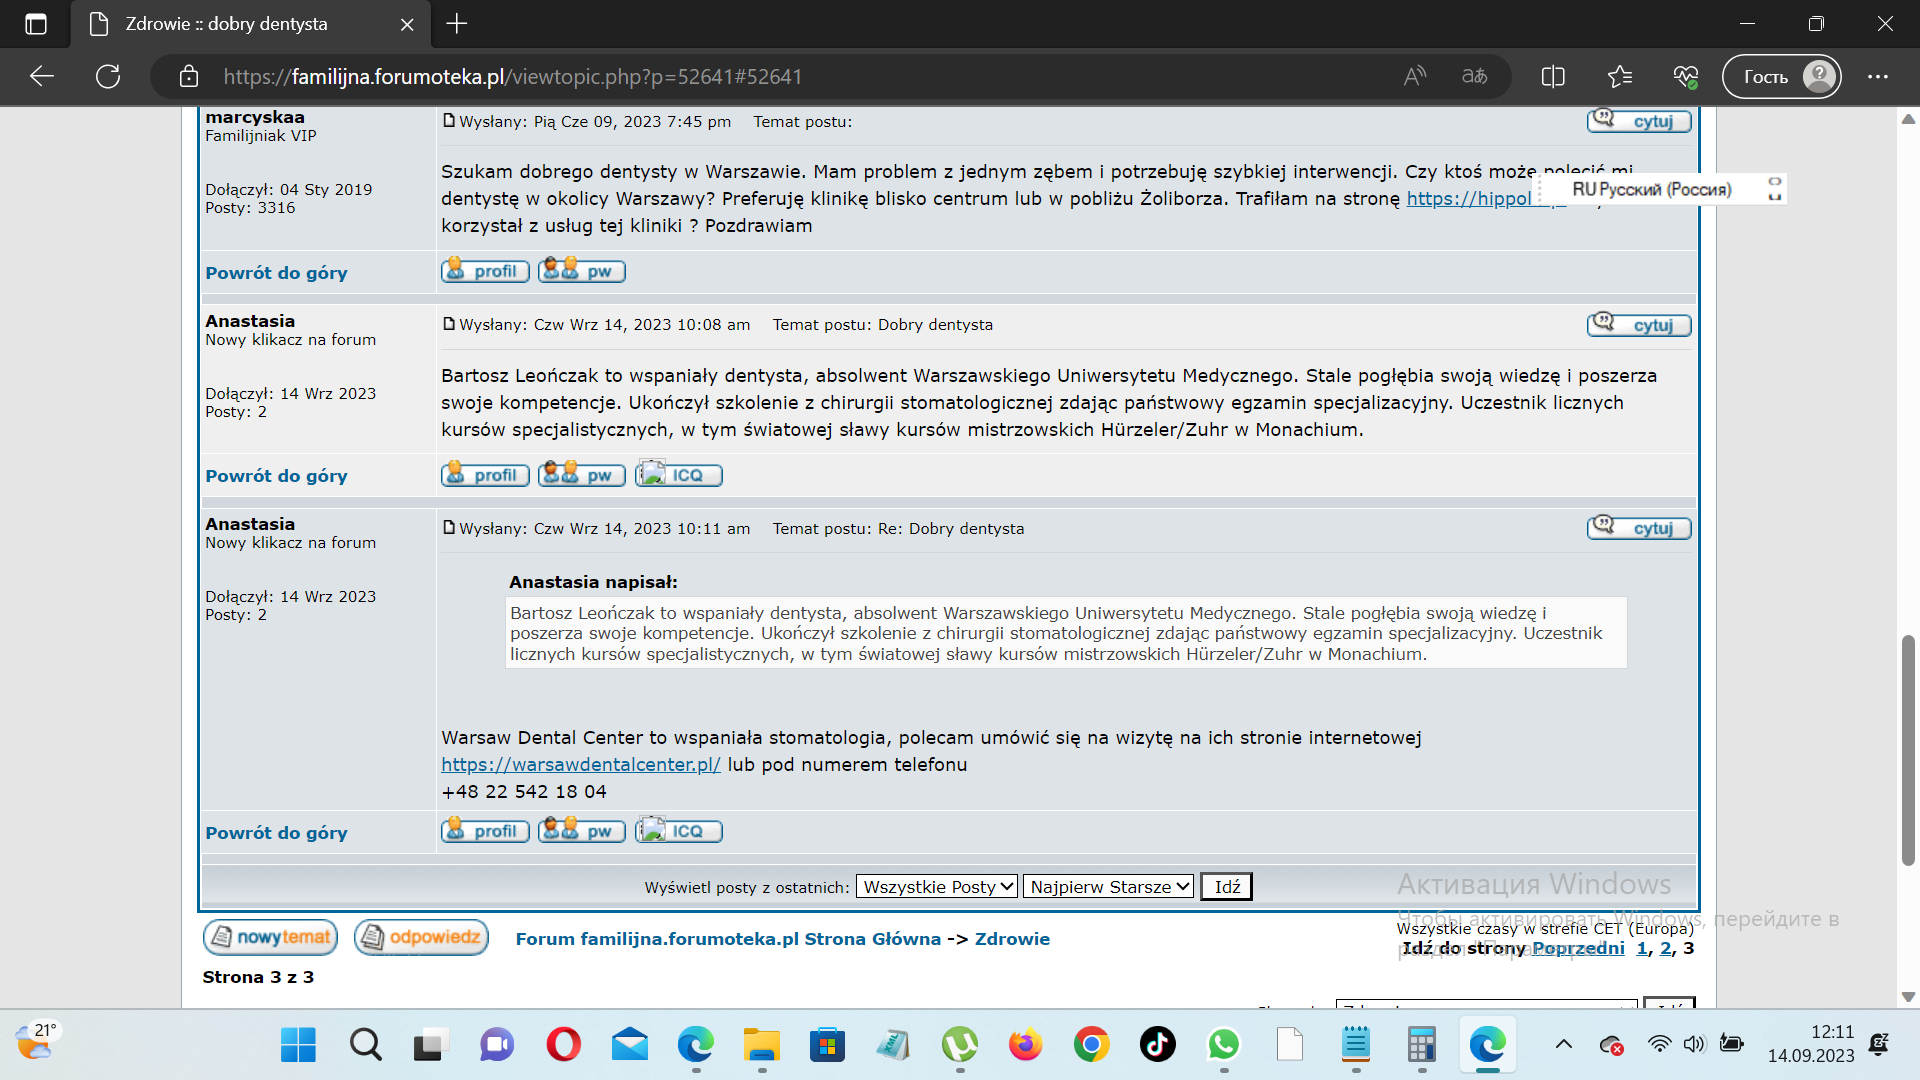 Zdrowie :: dobry dentysta
https://familijna.forumoteka.pl/viewtopic.php?p=52641#52641
Гость
marcyskaa
Familijniak VIP
Dołączył: 04 Sty 2019
Posty: 3316
Wysłany: Pią Cze 09, 2023 7:45 pm Temat postu:
cytuj
Szukam dobrego dentysty w Warszawie. Mam problem z jednym zębem i potrzebuję szybkiej interwencji. Czy ktoś może polecić mi
dentystę w okolicy Warszawy? Preferuję klinikę blisko centrum lub w pobliżu Żoliborza. Trafiłam na stronę https://hippol
korzystał z usług tej kliniki ? Pozdrawiam
RU Русский (Россия)
Powrót do góry
profil pw
Anastasia
Nowy klikacz na forum
Dołączył: 14 Wrz 2023
Posty: 2
Wysłany: Czw Wrz 14, 2023 10:08 am Temat postu: Dobry dentysta
cytuj
Bartosz Leończak to wspaniały dentysta, absolwent Warszawskiego Uniwersytetu Medycznego. Stale pogłębia swoją wiedzę i poszerza
swoje kompetencje. Ukończył szkolenie z chirurgii stomatologicznej zdając państwowy egzamin specjalizacyjny. Uczestnik licznych
kursów specjalistycznych, w tym światowej sławy kursów mistrzowskich Hürzeler/Zuhr w Monachium.
Powrót do góry
profil pw ICQ
Anastasia
Nowy klikacz na forum
Dołączył: 14 Wrz 2023
Posty: 2
Wysłany: Czw Wrz 14, 2023 10:11 am Temat postu: Re: Dobry dentysta
cytuj
Anastasia napisał:
Bartosz Leończak to wspaniały dentysta, absolwent Warszawskiego Uniwersytetu Medycznego. Stale pogłębia swoją wiedzę i
poszerza swoje kompetencje. Ukończył szkolenie z chirurgii stomatologicznej zdając państwowy egzamin specjalizacyjny. Uczestnik
licznych kursów specjalistycznych, w tym światowej sławy kursów mistrzowskich Hürzeler/Zuhr w Monachium.
Warsaw Dental Center to wspaniała stomatologia, polecam umówić się na wizytę na ich stronie internetowej
https://warsawdentalcenter.pl/ lub pod numerem telefonu
+48 22 542 18 04
Powrót do góry
profil pw ICQ
Wyświetl posty z ostatnich: Wszystkie Posty Najpierw Starsze Idź
nowytemat odpowiedz Forum familijna.forumoteka.pl Strona Główna -> Zdrowie
Wszystkie czasy w strefie CET (Europa)
Idź do strony Poprzedni 1, 2, 3
Strona 3 z 3
Активация Windows
Чтобы активировать Windows, перейдите в
раздел "Параметры".
21°
12:11
14.09.2023